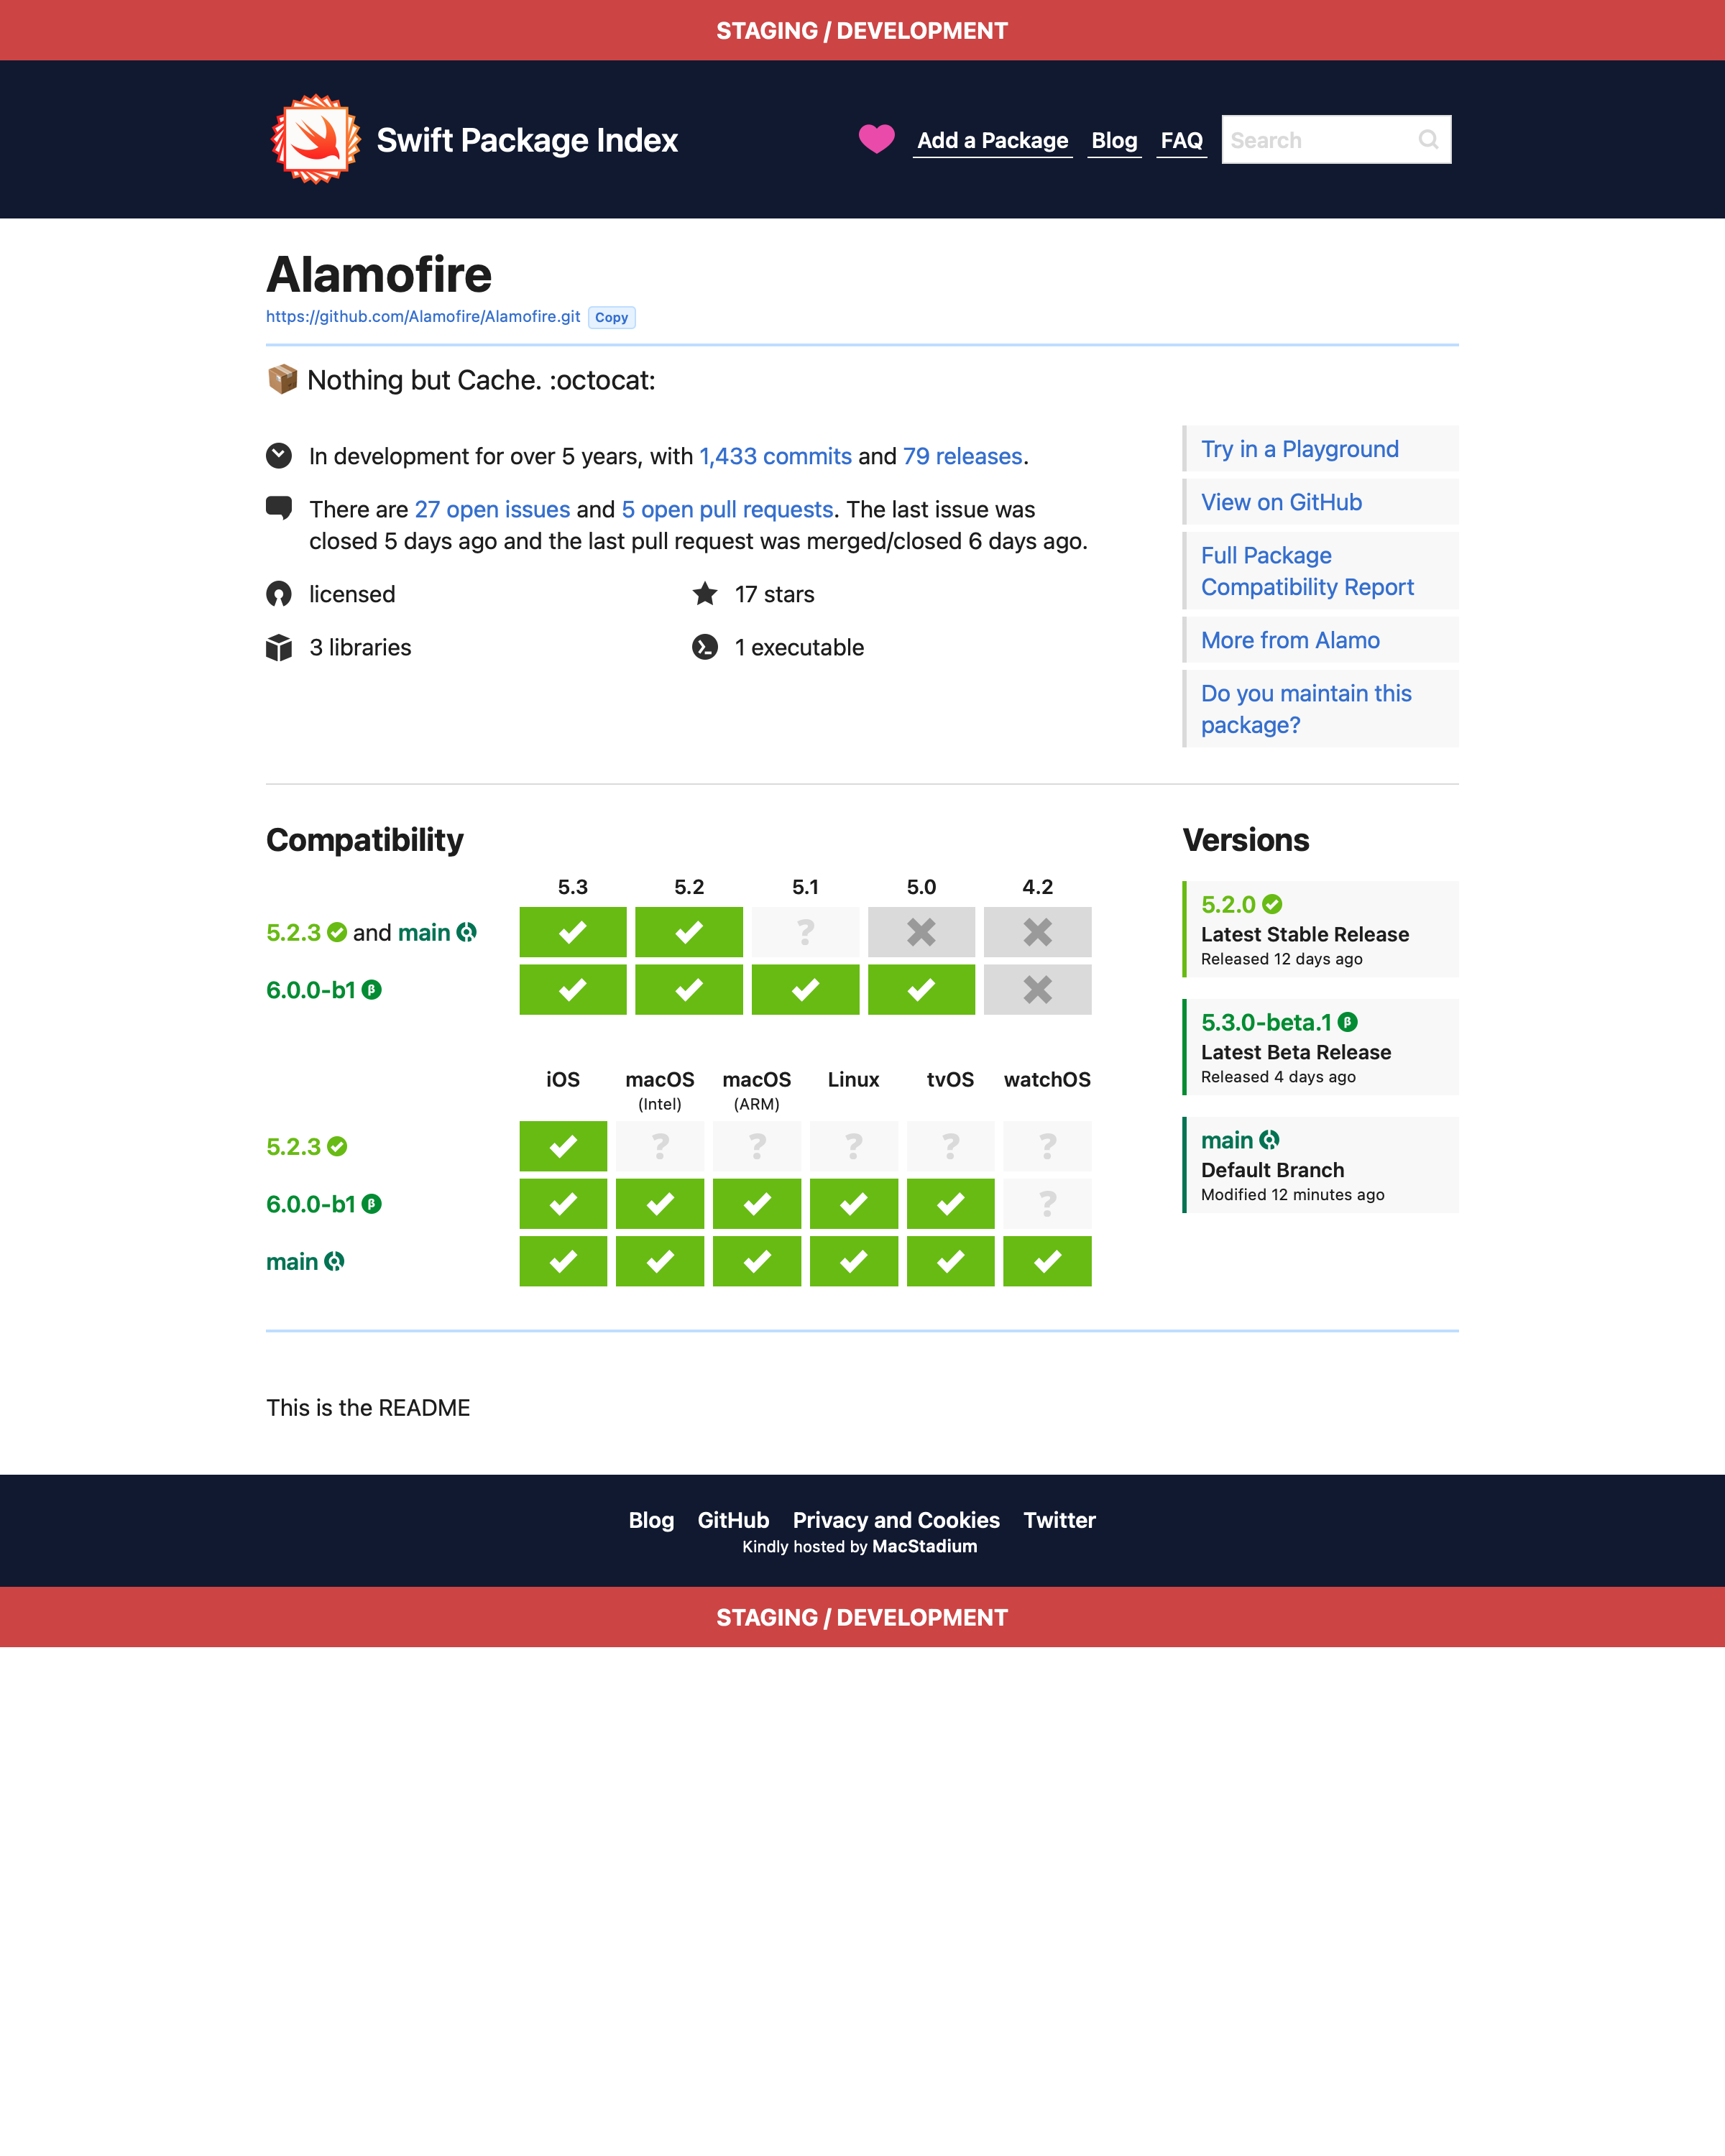 STAGING / DEVELOPMENT
Swift Package Index
Add a Package
Blog
FAQ
Search
Alamofire
https://github.com/Alamofire/Alamofire.git Copy
📦 Nothing but Cache. :octocat:
In development for over 5 years, with 1,433 commits and 79 releases.
There are 27 open issues and 5 open pull requests. The last issue was
closed 5 days ago and the last pull request was merged/closed 6 days ago.
licensed
17 stars
3 libraries
1 executable
Try in a Playground
View on GitHub
Full Package
Compatibility Report
More from Alamo
Do you maintain this
package?
Compatibility
5.3 5.2 5.1 5.0 4.2
5.2.3 and main
? 
6.0.0-b1 β
iOS macOS macOS Linux tvOS watchOS
(Intel) (ARM)
5.2.3
? ? ? ? ?
6.0.0-b1 β
?
main
Versions
5.2.0
Latest Stable Release
Released 12 days ago
5.3.0-beta.1 β
Latest Beta Release
Released 4 days ago
main
Default Branch
Modified 12 minutes ago
This is the README
Blog GitHub Privacy and Cookies Twitter
Kindly hosted by MacStadium
STAGING / DEVELOPMENT